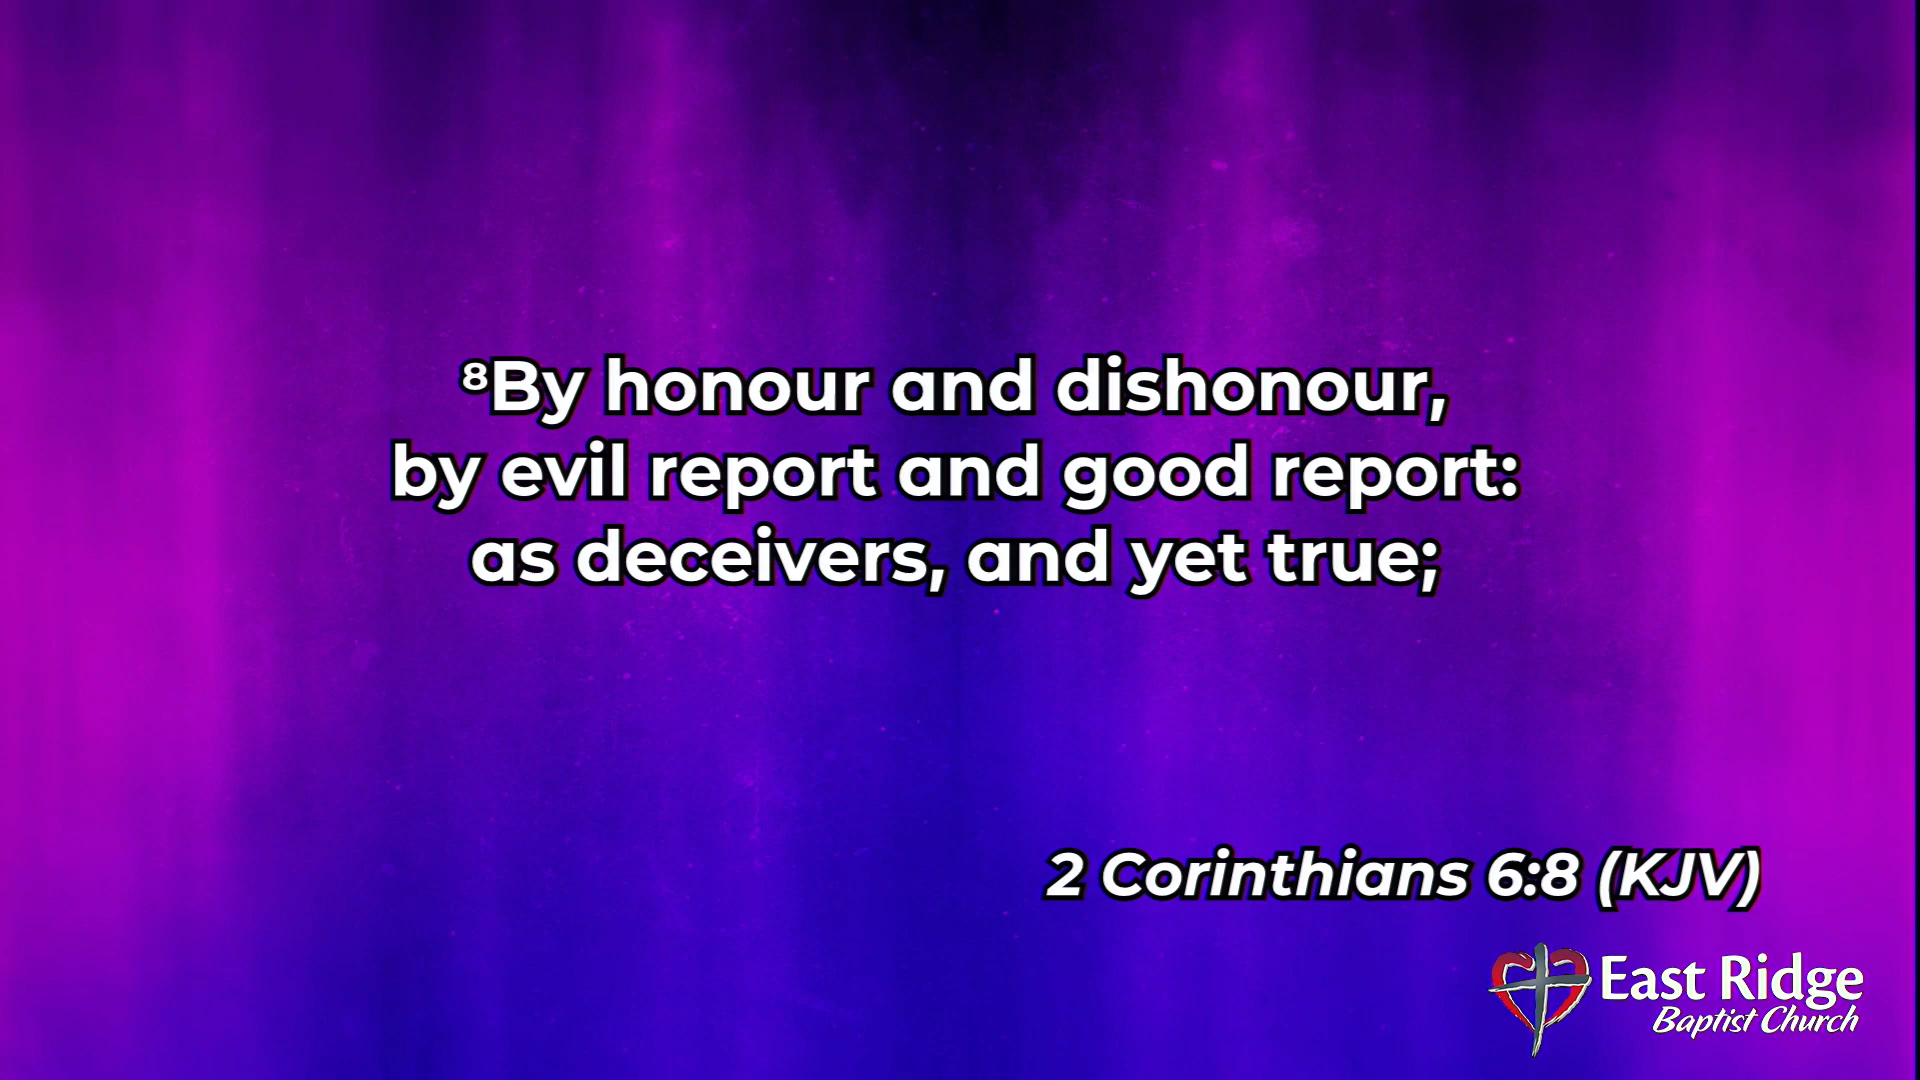 ⁸By honour and dishonour,
by evil report and good report:
as deceivers, and yet true;
2 Corinthians 6:8 (KJV)
East Ridge
Baptist Church